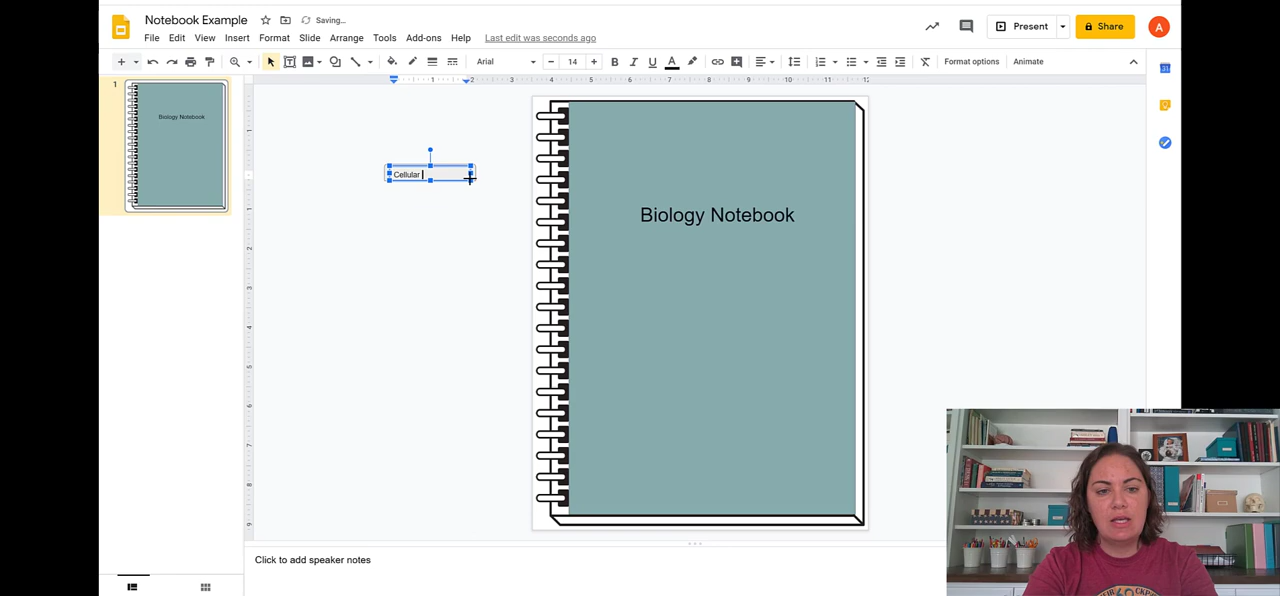 Notebook Example
Saving…
File Edit View Insert Format Slide Arrange Tools Add-ons Help Last edit was seconds ago
Present
Share
A
Arial
14
B I U A
Format options
Animate
1
Biology Notebook
Cellular
Biology Notebook
Click to add speaker notes